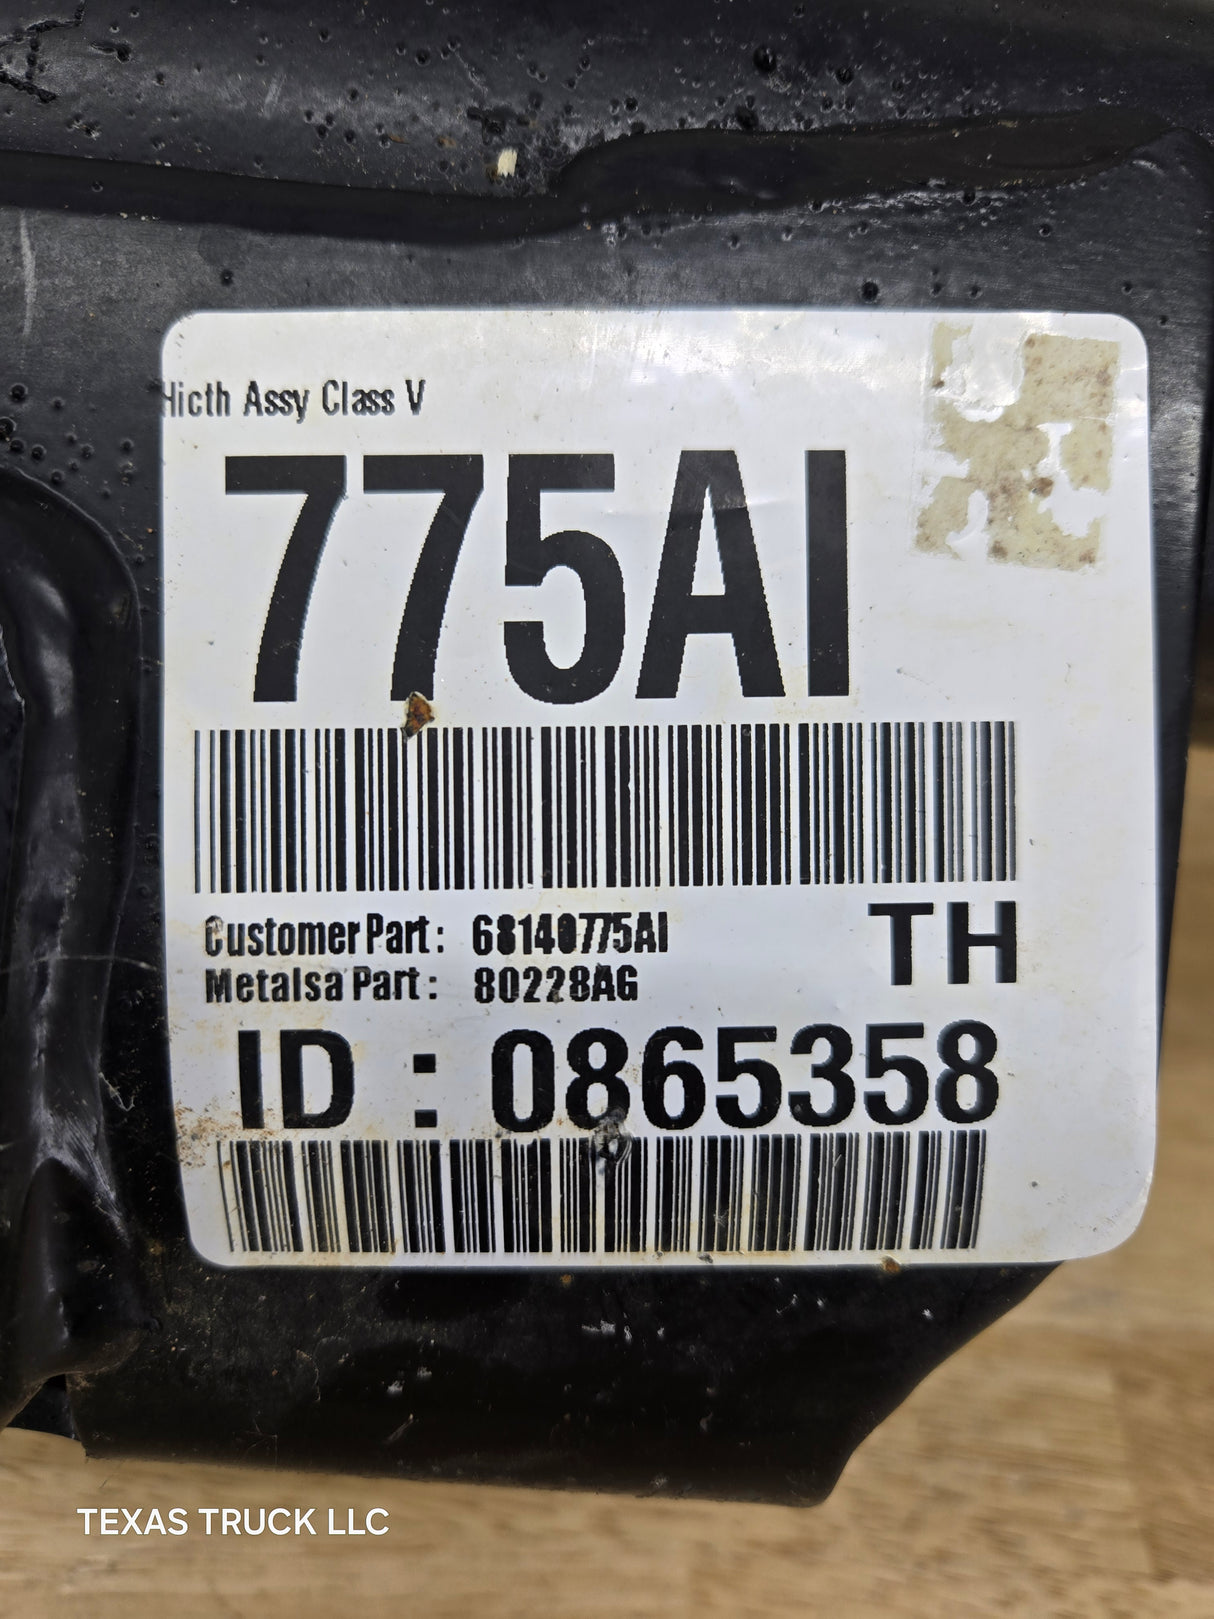 Hicth Assy Class V
775AI
Customer Part: 68140775AI
TH
Metalsa Part: 80228AG
ID : 0865358
TEXAS TRUCK LLC